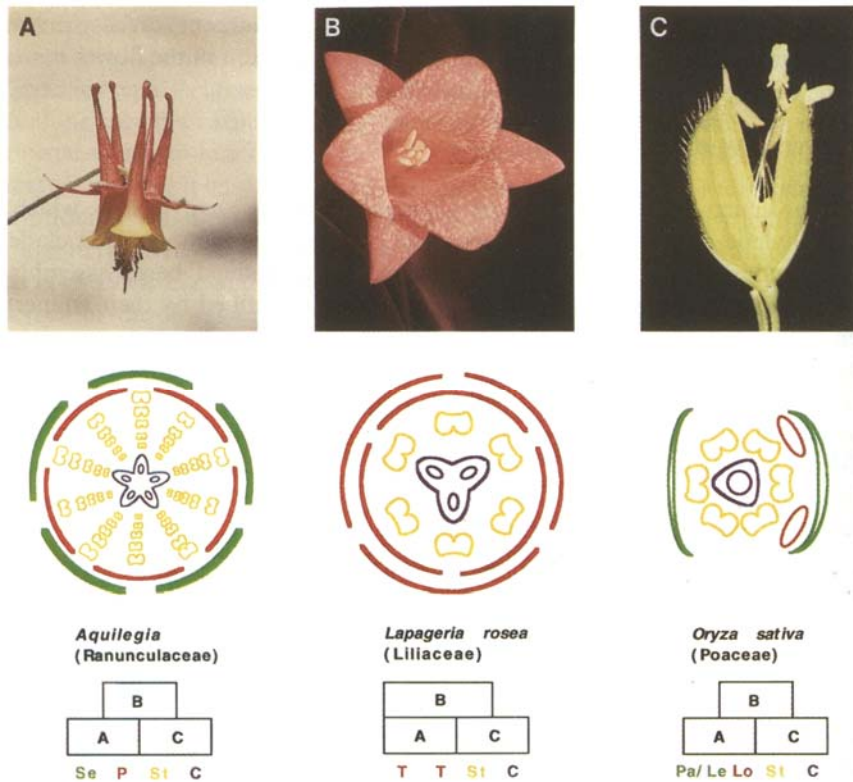 A
B
C
Aquilegia
(Ranunculaceae)
B
A C
Se P St C
Lapageria rosea
(Liliaceae)
B
A C
T T St C
Oryza sativa
(Poaceae)
B
A C
Pa/Le Lo St C